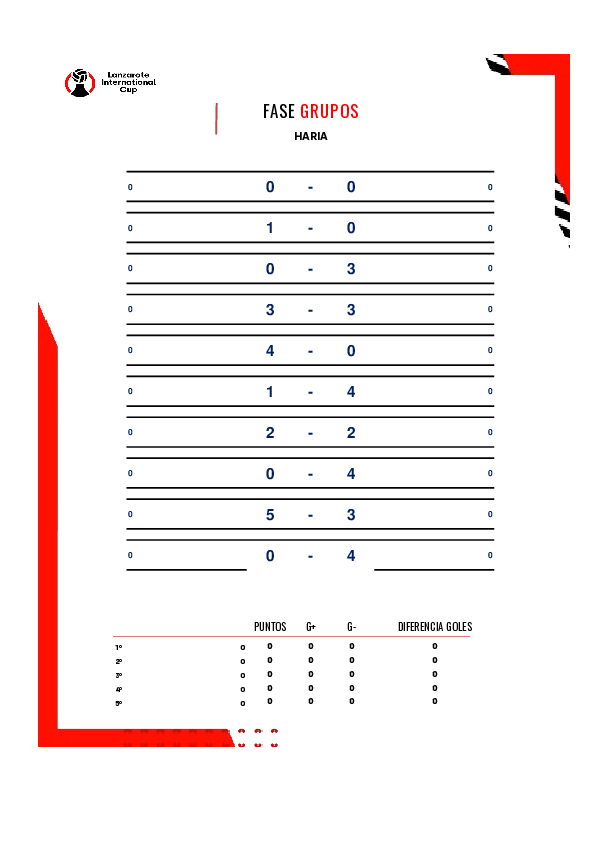 Lanzarote
International
Cup
FASE GRUPOS
HARIA
0 0 - 0 0
0 1 - 0 0
0 0 - 3 0
0 3 - 3 0
0 4 - 0 0
0 1 - 4 0
0 2 - 2 0
0 0 - 4 0
0 5 - 3 0
0 0 - 4 0
PUNTOS G+ G- DIFERENCIA GOLES
1º 0 0 0 0 0
2º 0 0 0 0 0
3º 0 0 0 0 0
4º 0 0 0 0 0
5º 0 0 0 0 0